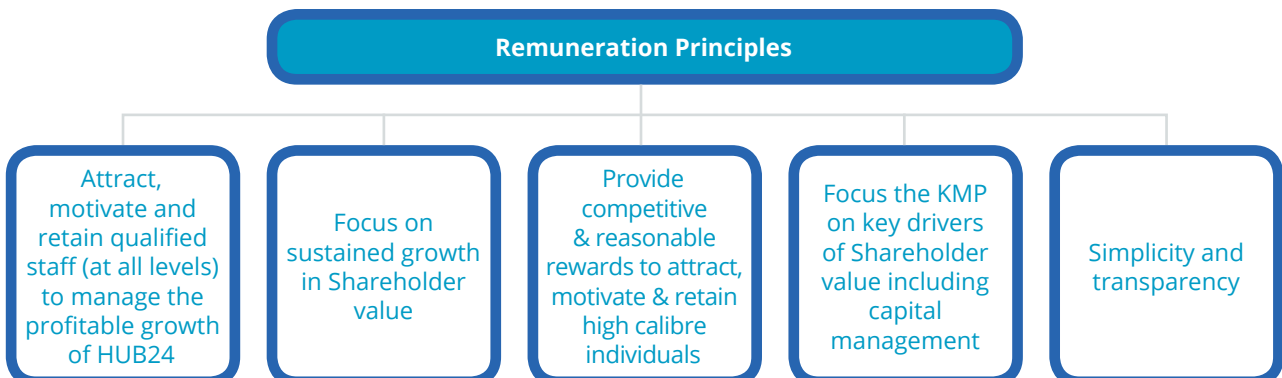 Remuneration Principles
Attract,
motivate and
retain qualified
staff (at all levels)
to manage the
profitable growth
of HUB24
Focus on
sustained growth
in Shareholder
value
Provide
competitive
& reasonable
rewards to attract,
motivate & retain
high calibre
individuals
Focus the KMP
on key drivers
of Shareholder
value including
capital
management
Simplicity and
transparency